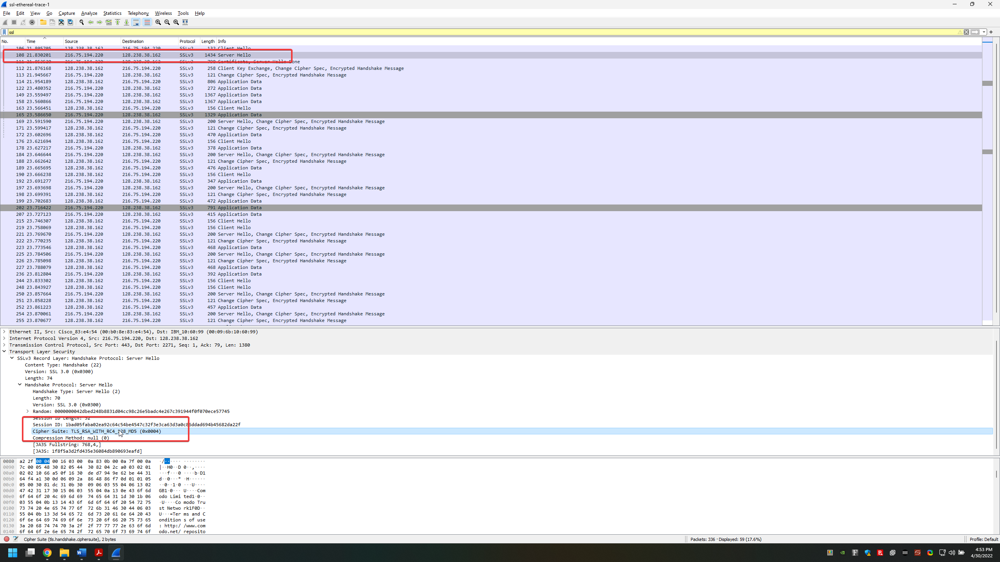 ssl-ethereal-trace-1
File Edit View Go Capture Analyze Statistics Telephony Wireless Tools Help
ssl
No. Time Source Destination Protocol Length Info
106 21.805705 128.238.38.162 216.75.194.220 SSLv2 132 Client Hello
108 21.830201 216.75.194.220 128.238.38.162 SSLv3 1434 Server Hello
111 21.853520 216.75.194.220 128.238.38.162 SSLv3 790 Certificate, Server Hello Done
112 21.876168 128.238.38.162 216.75.194.220 SSLv3 258 Client Key Exchange, Change Cipher Spec, Encrypted Handshake Message
113 21.945667 216.75.194.220 128.238.38.162 SSLv3 121 Change Cipher Spec, Encrypted Handshake Message
114 21.954189 128.238.38.162 216.75.194.220 SSLv3 806 Application Data
122 23.480352 216.75.194.220 128.238.38.162 SSLv3 272 Application Data
149 23.559497 216.75.194.220 128.238.38.162 SSLv3 1367 Application Data
158 23.560866 216.75.194.220 128.238.38.162 SSLv3 1367 Application Data
163 23.566451 128.238.38.162 216.75.194.220 SSLv3 156 Client Hello
165 23.586650 216.75.194.220 128.238.38.162 SSLv3 1329 Application Data
169 23.591590 216.75.194.220 128.238.38.162 SSLv3 200 Server Hello, Change Cipher Spec, Encrypted Handshake Message
171 23.599417 128.238.38.162 216.75.194.220 SSLv3 121 Change Cipher Spec, Encrypted Handshake Message
172 23.602696 128.238.38.162 216.75.194.220 SSLv3 470 Application Data
176 23.621694 128.238.38.162 216.75.194.220 SSLv3 156 Client Hello
178 23.627217 216.75.194.220 128.238.38.162 SSLv3 378 Application Data
184 23.646644 216.75.194.220 128.238.38.162 SSLv3 200 Server Hello, Change Cipher Spec, Encrypted Handshake Message
188 23.662642 128.238.38.162 216.75.194.220 SSLv3 121 Change Cipher Spec, Encrypted Handshake Message
189 23.665695 128.238.38.162 216.75.194.220 SSLv3 476 Application Data
190 23.666238 128.238.38.162 216.75.194.220 SSLv3 156 Client Hello
192 23.691277 216.75.194.220 128.238.38.162 SSLv3 347 Application Data
197 23.693698 216.75.194.220 128.238.38.162 SSLv3 200 Server Hello, Change Cipher Spec, Encrypted Handshake Message
198 23.699391 128.238.38.162 216.75.194.220 SSLv3 121 Change Cipher Spec, Encrypted Handshake Message
199 23.702683 128.238.38.162 216.75.194.220 SSLv3 472 Application Data
202 23.716422 216.75.194.220 128.238.38.162 SSLv3 791 Application Data
207 23.727123 216.75.194.220 128.238.38.162 SSLv3 415 Application Data
215 23.746307 128.238.38.162 216.75.194.220 SSLv3 156 Client Hello
219 23.758069 128.238.38.162 216.75.194.220 SSLv3 156 Client Hello
221 23.769670 216.75.194.220 128.238.38.162 SSLv3 200 Server Hello, Change Cipher Spec, Encrypted Handshake Message
222 23.770235 128.238.38.162 216.75.194.220 SSLv3 121 Change Cipher Spec, Encrypted Handshake Message
223 23.773546 128.238.38.162 216.75.194.220 SSLv3 468 Application Data
225 23.784506 216.75.194.220 128.238.38.162 SSLv3 200 Server Hello, Change Cipher Spec, Encrypted Handshake Message
226 23.785098 128.238.38.162 216.75.194.220 SSLv3 121 Change Cipher Spec, Encrypted Handshake Message
227 23.788079 128.238.38.162 216.75.194.220 SSLv3 468 Application Data
236 23.812804 216.75.194.220 128.238.38.162 SSLv3 392 Application Data
244 23.833302 128.238.38.162 216.75.194.220 SSLv3 156 Client Hello
248 23.843927 128.238.38.162 216.75.194.220 SSLv3 156 Client Hello
250 23.857664 216.75.194.220 128.238.38.162 SSLv3 200 Server Hello, Change Cipher Spec, Encrypted Handshake Message
251 23.858228 128.238.38.162 216.75.194.220 SSLv3 121 Change Cipher Spec, Encrypted Handshake Message
252 23.861223 128.238.38.162 216.75.194.220 SSLv3 457 Application Data
254 23.870061 216.75.194.220 128.238.38.162 SSLv3 200 Server Hello, Change Cipher Spec, Encrypted Handshake Message
255 23.870677 128.238.38.162 216.75.194.220 SSLv3 121 Change Cipher Spec, Encrypted Handshake Message
Ethernet II, Src: Cisco_83:e4:54 (00:b0:8e:83:e4:54), Dst: IBM_10:60:99 (00:09:6b:10:60:99)
Internet Protocol Version 4, Src: 216.75.194.220, Dst: 128.238.38.162
Transmission Control Protocol, Src Port: 443, Dst Port: 2271, Seq: 1, Ack: 79, Len: 1380
Transport Layer Security
SSLv3 Record Layer: Handshake Protocol: Server Hello
Content Type: Handshake (22)
Version: SSL 3.0 (0x0300)
Length: 74
Handshake Protocol: Server Hello
Handshake Type: Server Hello (2)
Length: 70
Version: SSL 3.0 (0x0300)
Random: 0000000042dbed248b8831d04cc98c26e5badc4e267c391944f0f070ece57745
Session ID Length: 32
Session ID: 1bad05faba02ea92c64c54be4547c32f3e3ca63d3a0c86ddad694b45682da22f
Cipher Suite: TLS_RSA_WITH_RC4_128_MD5 (0x0004)
Compression Method: null (0)
[JA3S Fullstring: 768,4,]
[JA3S: 1f8f5a3d2fd435e36084db890693eafd]
0080 a2 2f 00 04 00 16 03 00 0a 83 0b 00 0a 7f 00 0a ·/·· ···· ········
0090 7c 00 05 48 30 82 05 44 30 82 04 2c a0 03 02 01 |··H0··D 0··,····
00a0 02 02 10 66 a5 0f 16 30 de d7 94 9e 62 be 44 31 ···f···0 ····b·D1
00b0 64 f4 a1 30 0d 06 09 2a 86 48 86 f7 0d 01 01 05 d··0···* ·H······
00c0 05 00 30 81 dc 31 0b 30 09 06 03 55 04 06 13 02 ··0··1·0 ···U····
00d0 47 42 31 17 30 15 06 03 55 04 0a 13 0e 43 6f 6d GB1·0··· U····Com
00e0 6f 64 6f 20 4c 69 6d 69 74 65 64 31 1d 30 1b 06 odo Limi ted1·0··
00f0 03 55 04 0b 13 14 43 6f 6d 6f 64 6f 20 54 72 75 ·U····Co modo Tru
0100 73 74 20 4e 65 74 77 6f 72 6b 31 46 30 44 06 03 st Netwo rk1F0D··
0110 55 04 0b 13 3d 54 65 72 6d 73 20 61 6e 64 20 43 U···=Ter ms and C
0120 6f 6e 64 69 74 69 6f 6e 73 20 6f 66 20 75 73 65 ondition s of use
0130 3a 20 68 74 74 70 3a 2f 2f 77 77 77 2e 63 6f 6d : http:/ /www.com
0140 6f 64 6f 2e 6e 65 74 2f 72 65 70 6f 73 69 74 6f odo.net/ reposito
Cipher Suite (tls.handshake.ciphersuite), 2 bytes Packets: 336 · Displayed: 59 (17.6%) Profile: Default
4:53 PM
4/30/2022